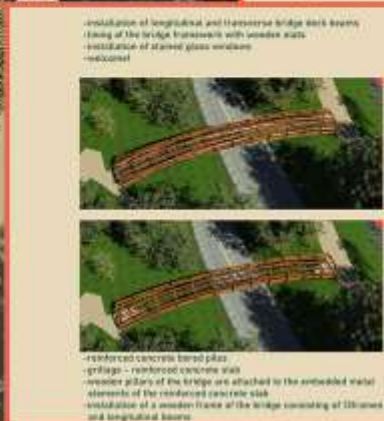 -installation of longitudinal and transverse bridge deck beams
-lining of the bridge framework with wooden slats
-installation of stained glass windows
-welcome!
-reinforced concrete bored piles
-grillage - reinforced concrete slab
-wooden pillars of the bridge are attached to the embedded metal
elements of the reinforced concrete slab
-installation of a wooden frame of the bridge consisting of
and longitudinal beams